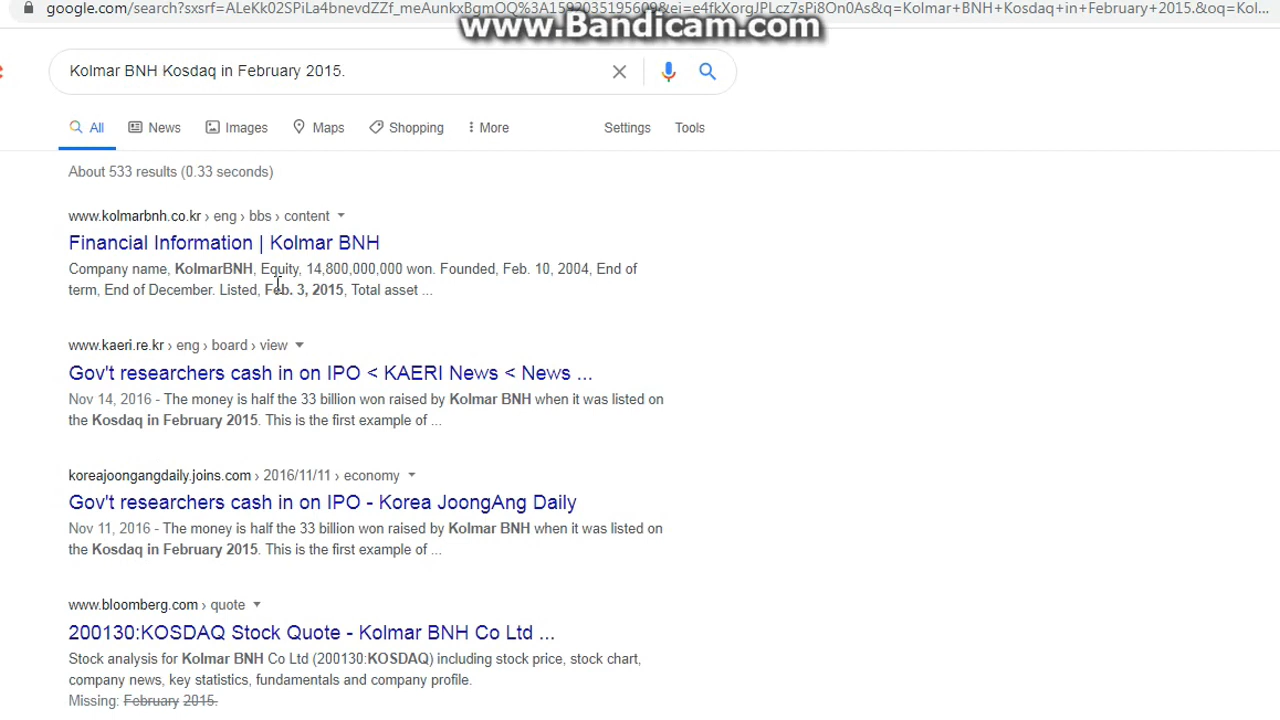 google.com/search?sxsrf=ALeKk02SPiLa4bnevdZZf_meAunkxBgmOQ%3A1592035195609&ei=e4fkXorgJPLcz7sPi8On0As&q=Kolmar+BNH+Kosdaq+in+February+2015.&oq=Kol...
www.Bandicam.com
Kolmar BNH Kosdaq in February 2015.
All News Images Maps Shopping More Settings Tools
About 533 results (0.33 seconds)
www.kolmarbnh.co.kr › eng › bbs › content
Financial Information | Kolmar BNH
Company name, KolmarBNH, Equity, 14,800,000,000 won. Founded, Feb. 10, 2004, End of
term, End of December. Listed, Feb. 3, 2015, Total asset ...
www.kaeri.re.kr › eng › board › view
Gov't researchers cash in on IPO < KAERI News < News ...
Nov 14, 2016 - The money is half the 33 billion won raised by Kolmar BNH when it was listed on
the Kosdaq in February 2015. This is the first example of ...
koreajoongangdaily.joins.com › 2016/11/11 › economy
Gov't researchers cash in on IPO - Korea JoongAng Daily
Nov 11, 2016 - The money is half the 33 billion won raised by Kolmar BNH when it was listed on
the Kosdaq in February 2015. This is the first example of ...
www.bloomberg.com › quote
200130:KOSDAQ Stock Quote - Kolmar BNH Co Ltd ...
Stock analysis for Kolmar BNH Co Ltd (200130:KOSDAQ) including stock price, stock chart,
company news, key statistics, fundamentals and company profile.
Missing: February 2015.